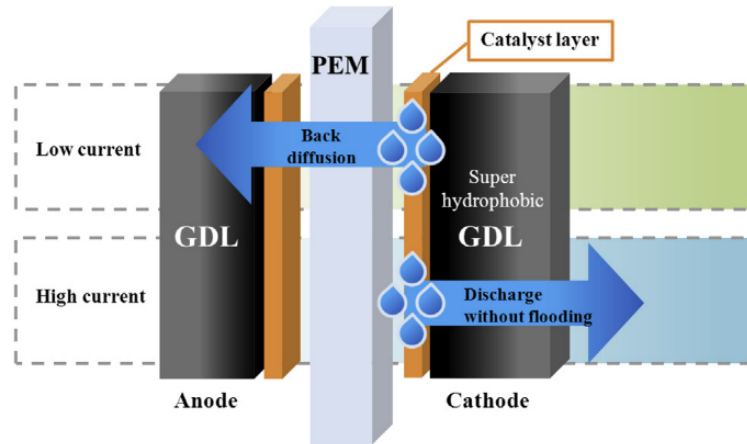 Catalyst layer
PEM
Low current
Back
diffusion
Super
hydrophobic
GDL
GDL
High current
Discharge
without flooding
Anode
Cathode